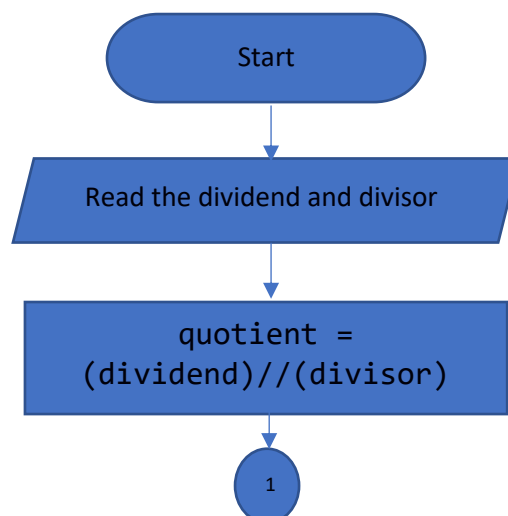 Start
Read the dividend and divisor
quotient =
(dividend)//(divisor)
1